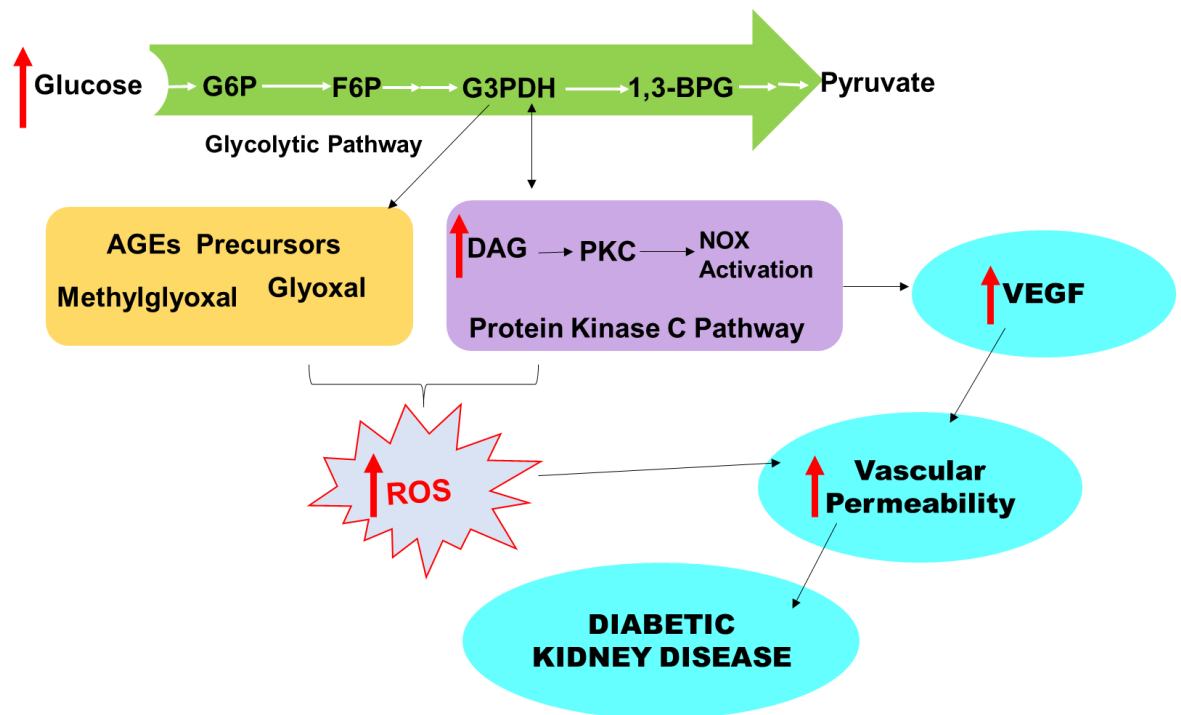 Glucose
G6P
F6P
G3PDH
1,3-BPG
Pyruvate
Glycolytic Pathway
AGEs Precursors
Methylglyoxal
Glyoxal
DAG
PKC
NOX
Activation
Protein Kinase C Pathway
VEGF
ROS
Vascular
Permeability
DIABETIC
KIDNEY DISEASE